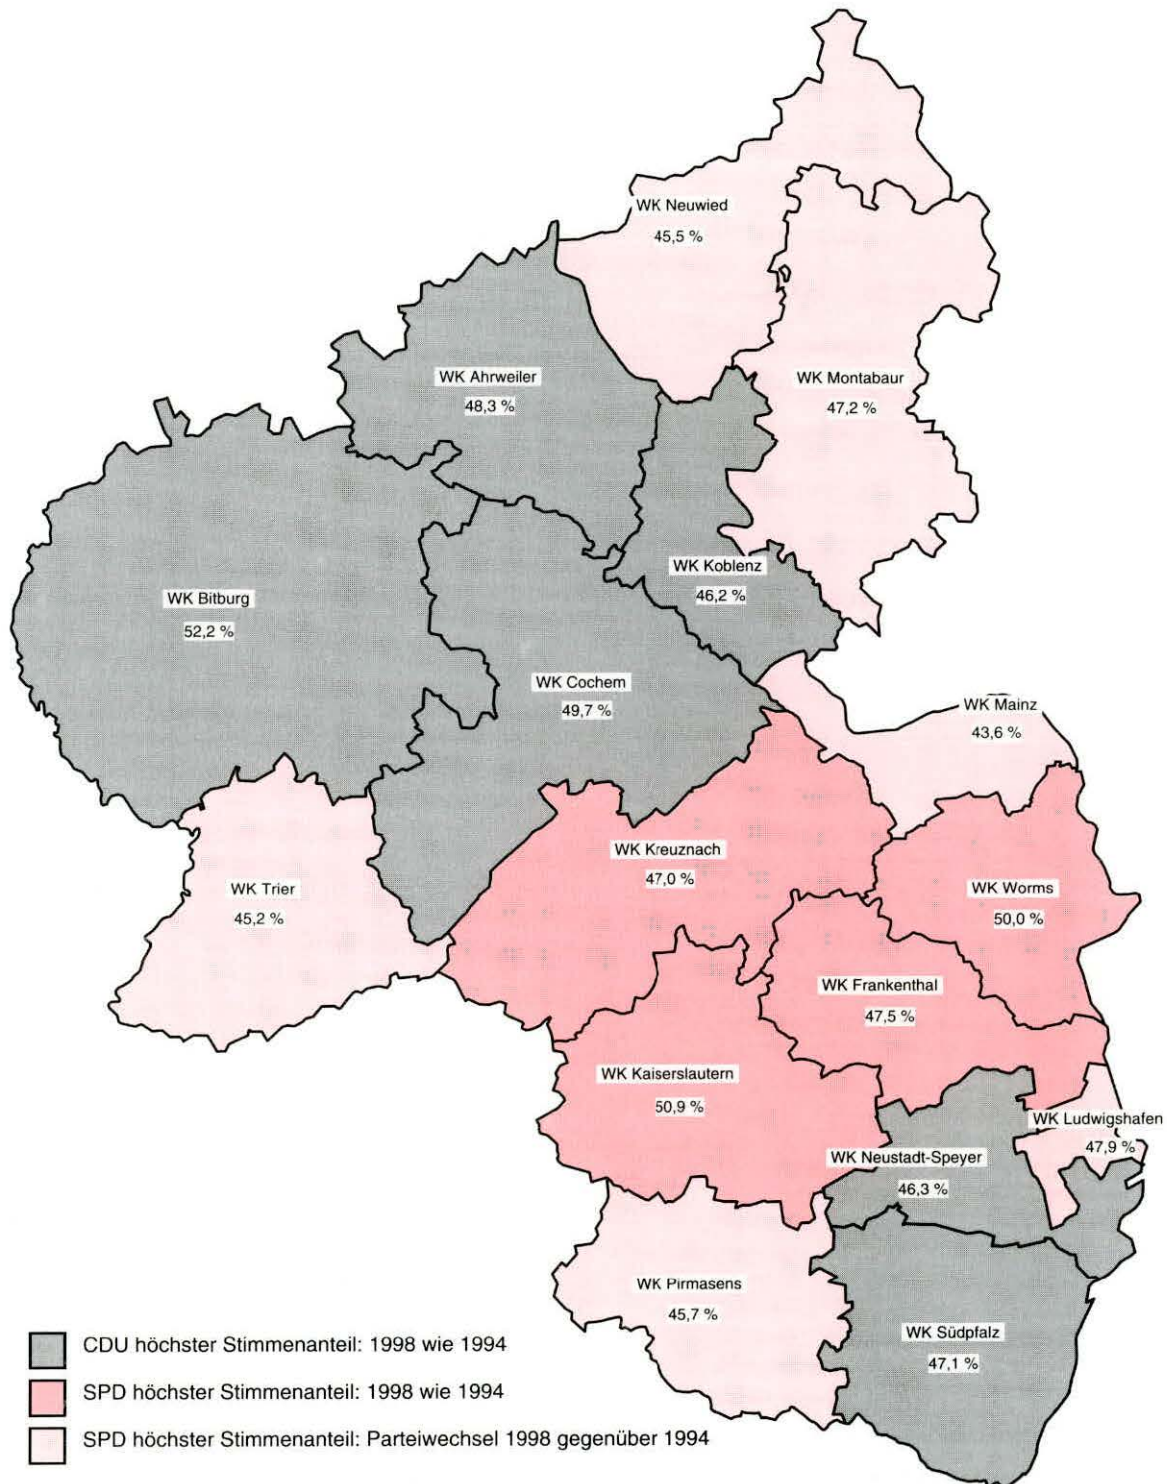 WK Neuwied
45,5 %
WK Ahrweiler
48,3 %
WK Montabaur
47,2 %
WK Koblenz
46,2 %
WK Bitburg
52,2 %
WK Cochem
49,7 %
WK Mainz
43,6 %
WK Kreuznach
47,0 %
WK Trier
45,2 %
WK Worms
50,0 %
WK Frankenthal
47,5 %
WK Kaiserslautern
50,9 %
WK Ludwigshafen
47,9 %
WK Neustadt-Speyer
46,3 %
WK Pirmasens
45,7 %
WK Südpfalz
47,1 %
CDU höchster Stimmenanteil: 1998 wie 1994
SPD höchster Stimmenanteil: 1998 wie 1994
SPD höchster Stimmenanteil: Parteiwechsel 1998 gegenüber 1994